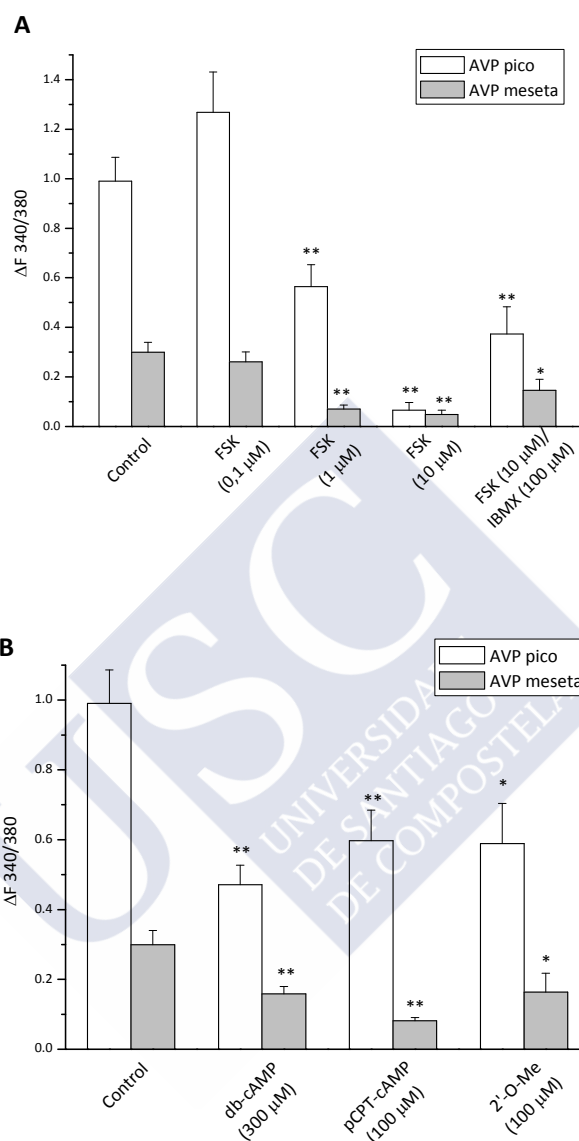 A
AVP pico
AVP meseta
1.4
1.2
1.0
0.8
0.6
0.4
0.2
0.0
ΔF 340/380
**
**
**
**
**
*
Control
FSK
(0,1 μM)
FSK
(1 μM)
FSK
(10 μM)
FSK (10 μM)/
IBMX (100 μM)
B
AVP pico
AVP meseta
1.0
0.8
0.6
0.4
0.2
0.0
ΔF 340/380
**
**
**
**
*
*
Control
db-cAMP
(300 μM)
pCPT-cAMP
(100 μM)
2'-O-Me
(100 μM)
USC
UNIVERSIDADE
DE SANTIAGO
DE COMPOSTELA